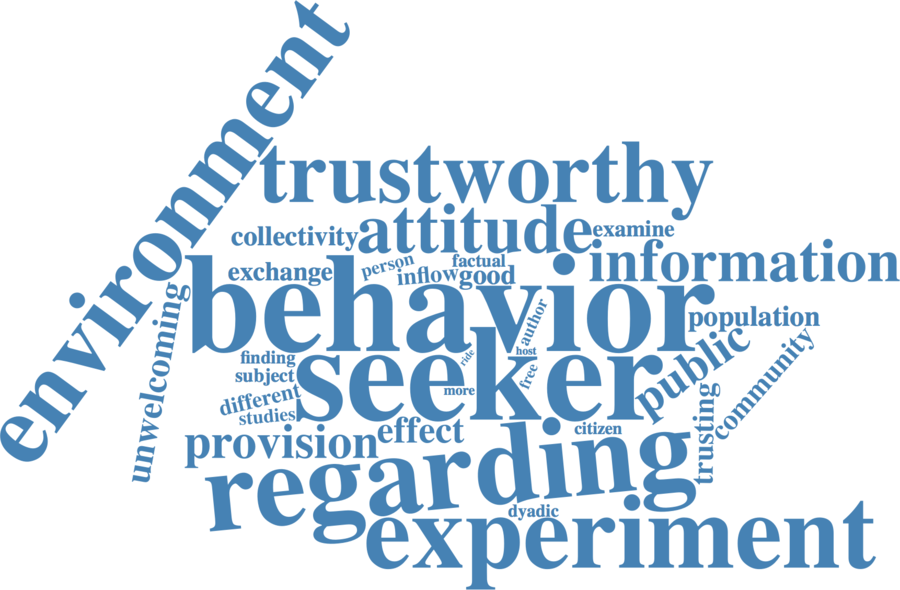 environment
trustworthy
attitude
examine
collectivity
information
person
factual
exchange
inflow
good
behavior
unwelcoming
author
population
finding
ride
host
public
subject
seeker
free
more
community
different
studies
trusting
provision
effect
citizen
regarding
dyadic
experiment